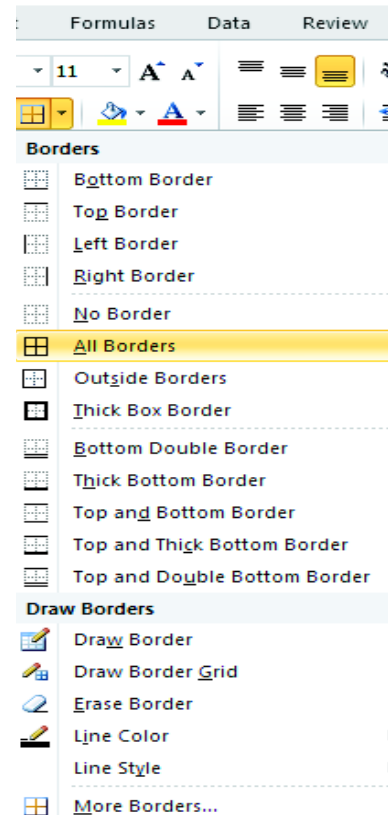 Formulas Data Review
11 A A
A
Borders
Bottom Border
Top Border
Left Border
Right Border
No Border
All Borders
Outside Borders
Thick Box Border
Bottom Double Border
Thick Bottom Border
Top and Bottom Border
Top and Thick Bottom Border
Top and Double Bottom Border
Draw Borders
Draw Border
Draw Border Grid
Erase Border
Line Color
Line Style
More Borders...